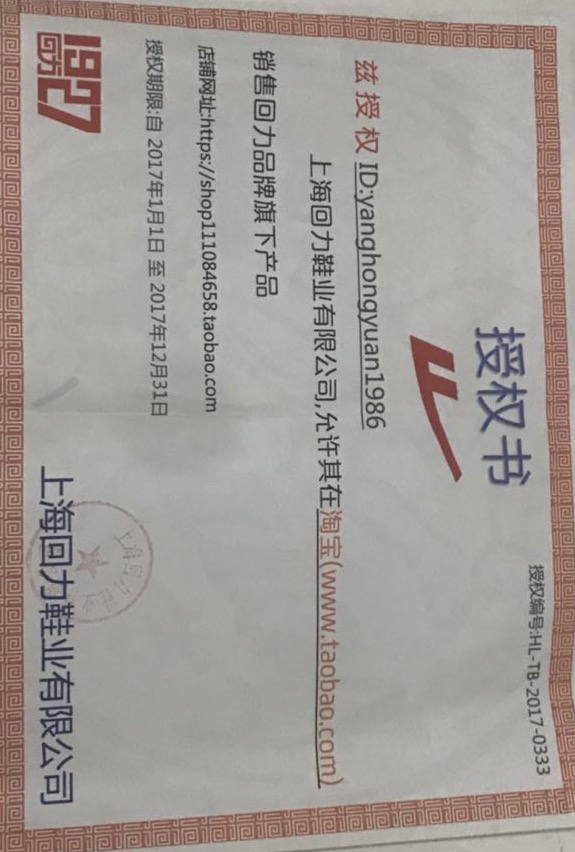 授权编号:HL-TB-2017-0333
授权书
兹授权 ID:yanghongyuan1986
上海回力鞋业有限公司,允许其在淘宝(www.taobao.com)
销售回力品牌旗下产品
店铺网址:https://shop111084658.taobao.com
授权期限:自 2017年1月1日 至 2017年12月31日
1927
上海回力鞋业有限公司